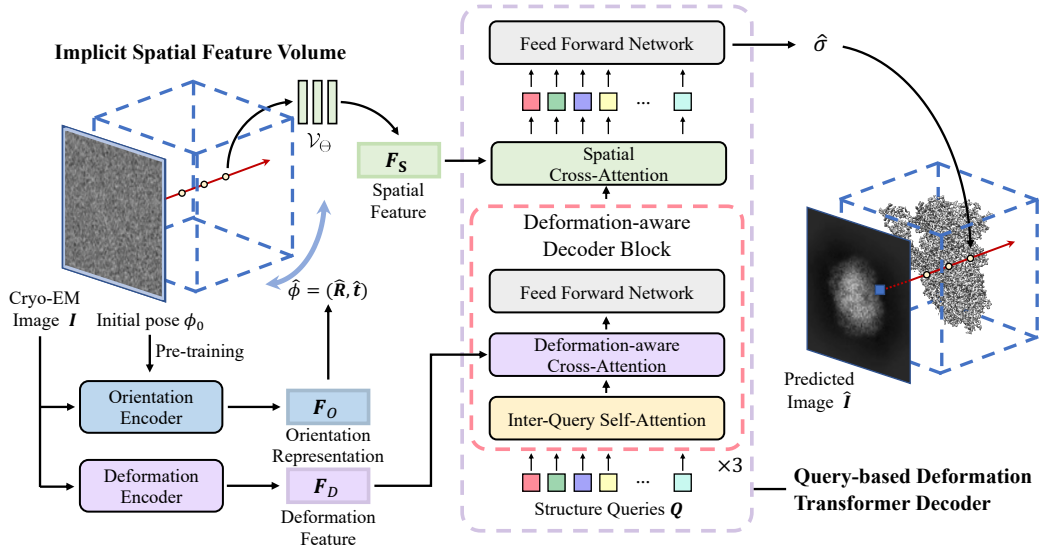 Implicit Spatial Feature Volume
𝒱_Θ
F_S
Spatial
Feature
Cryo-EM
Image I
Initial pose ϕ_0
Pre-training
ϕ̂ = (R̂, t̂)
Orientation
Encoder
F_O
Orientation
Representation
Deformation
Encoder
F_D
Deformation
Feature
Feed Forward Network
...
Spatial
Cross-Attention
Deformation-aware
Decoder Block
Feed Forward Network
Deformation-aware
Cross-Attention
Inter-Query Self-Attention
...
×3
Structure Queries Q
σ̂
Predicted
Image Î
Query-based Deformation
Transformer Decoder